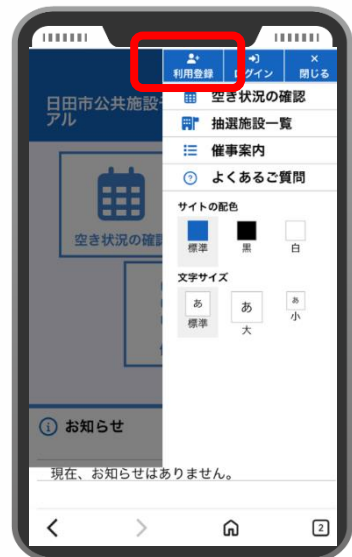 利用登録
ログイン
×
閉じる
日田市公共施設
アル
空き状況の確認
抽選施設一覧
催事案内
? よくあるご質問
サイトの配色
標準
黒
白
文字サイズ
あ
標準
あ
大
あ
小
空き状況の確
i お知らせ
現在、お知らせはありません。
2